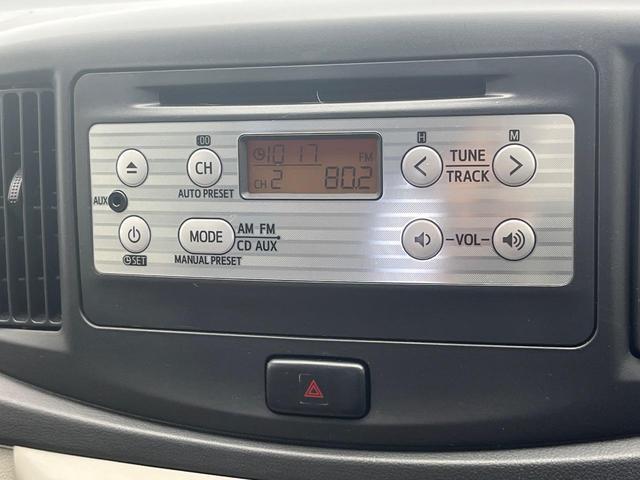 :00
H
M
10 17
FM
CH
TUNE
TRACK
CH 2
80.2
AUTO PRESET
AUX
MODE
AM FM
CD AUX
VOL
SET
MANUAL PRESET